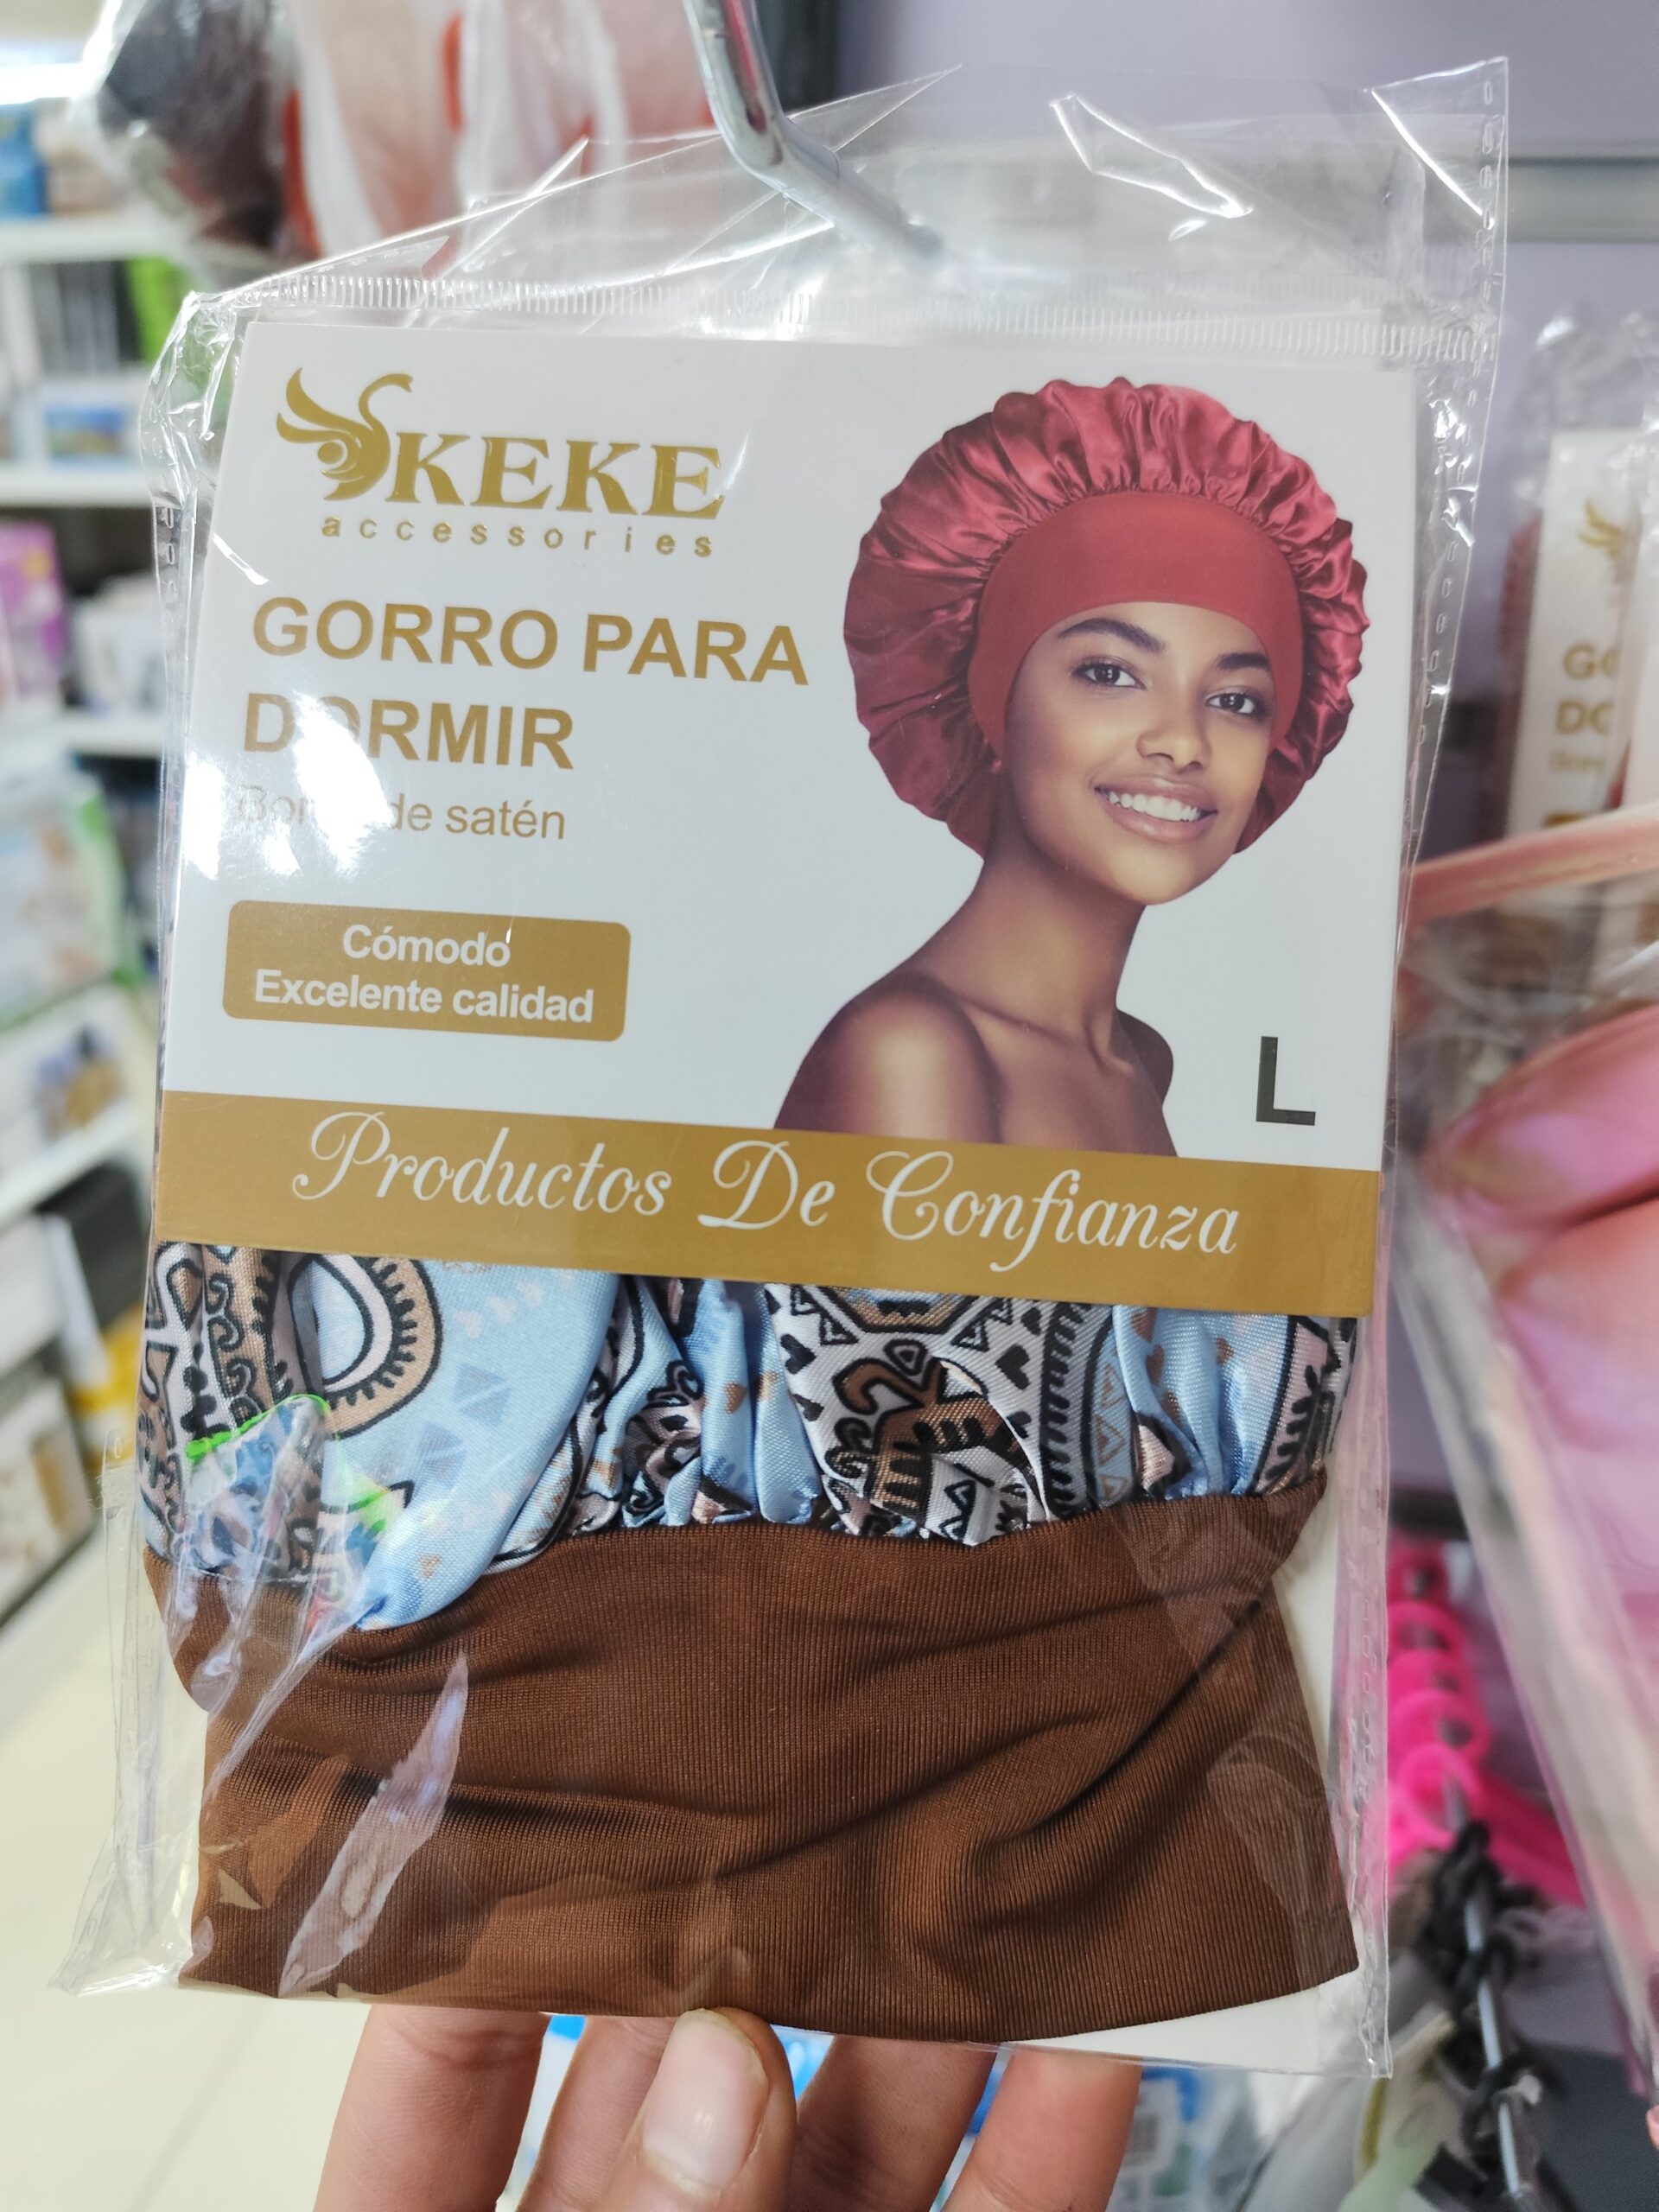 KEKE
accessories
GORRO PARA
DORMIR
de satén
Cómodo
Excelente calidad
L
Productos De Confianza